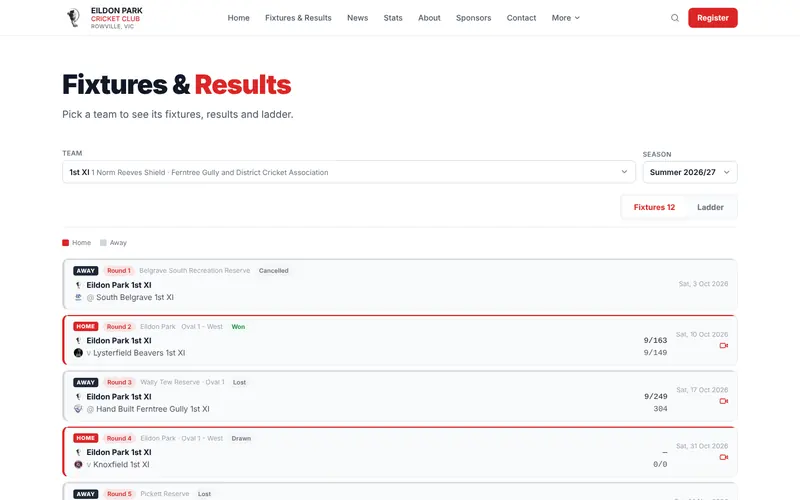 EILDON PARK
CRICKET CLUB
ROWVILLE, VIC
Home Fixtures & Results News Stats About Sponsors Contact More Register
Fixtures & Results
Pick a team to see its fixtures, results and ladder.
TEAM SEASON
1st XI 1 Norm Reeves Shield · Ferntree Gully and District Cricket Association Summer 2026/27
Fixtures 12 Ladder
Home Away
AWAY Round 1 Belgrave South Recreation Reserve Cancelled
Eildon Park 1st XI Sat, 3 Oct 2026
@ South Belgrave 1st XI
HOME Round 2 Eildon Park · Oval 1 - West Won
Sat, 10 Oct 2026
Eildon Park 1st XI 9/163
v Lysterfield Beavers 1st XI 9/149
AWAY Round 3 Wally Tew Reserve · Oval 1 Lost
Sat, 17 Oct 2026
Eildon Park 1st XI 9/249
@ Hand Built Ferntree Gully 1st XI 304
HOME Round 4 Eildon Park · Oval 1 - West Drawn
Sat, 31 Oct 2026
Eildon Park 1st XI —
v Knoxfield 1st XI 0/0
AWAY Round 5 Pickett Reserve Lost